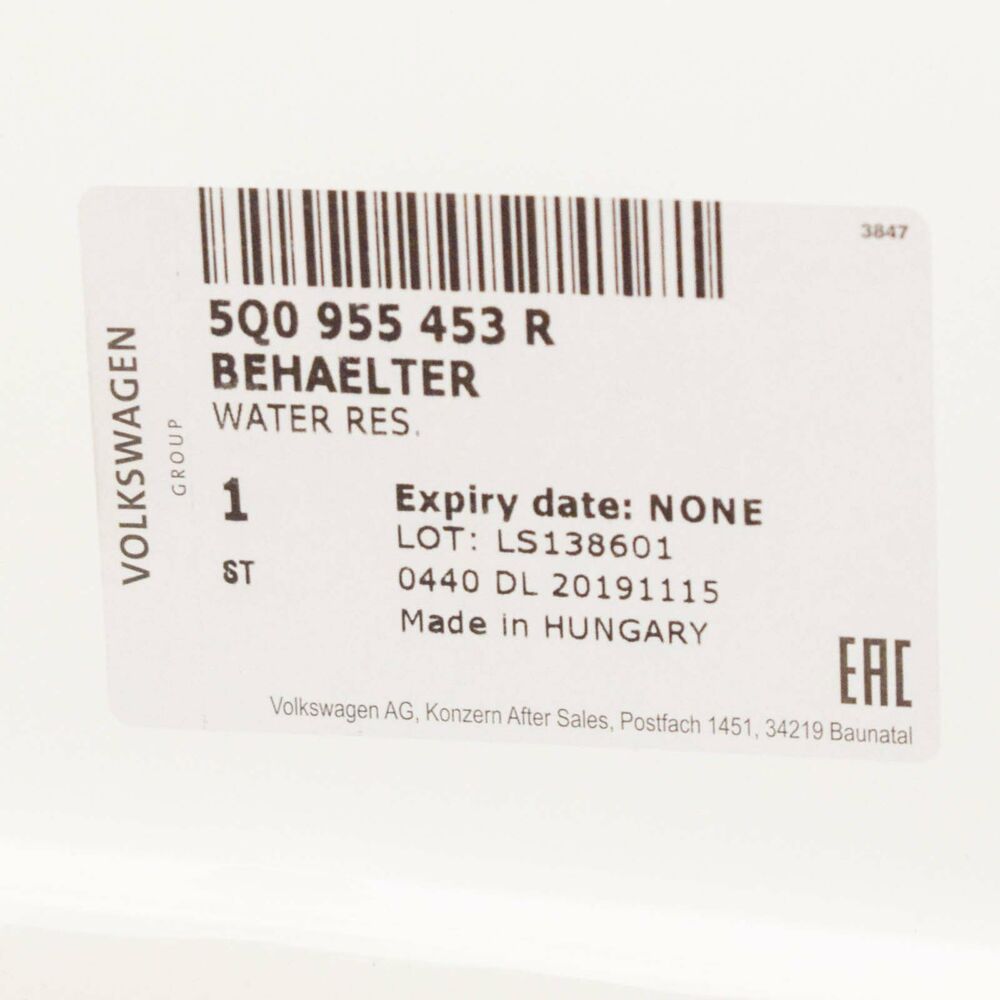 3847
5Q0 955 453 R
BEHAELTER
WATER RES.
VOLKSWAGEN
GROUP
1
ST
Expiry date: NONE
LOT: LS138601
0440 DL 20191115
Made in HUNGARY
EAC
Volkswagen AG, Konzern After Sales, Postfach 1451, 34219 Baunatal